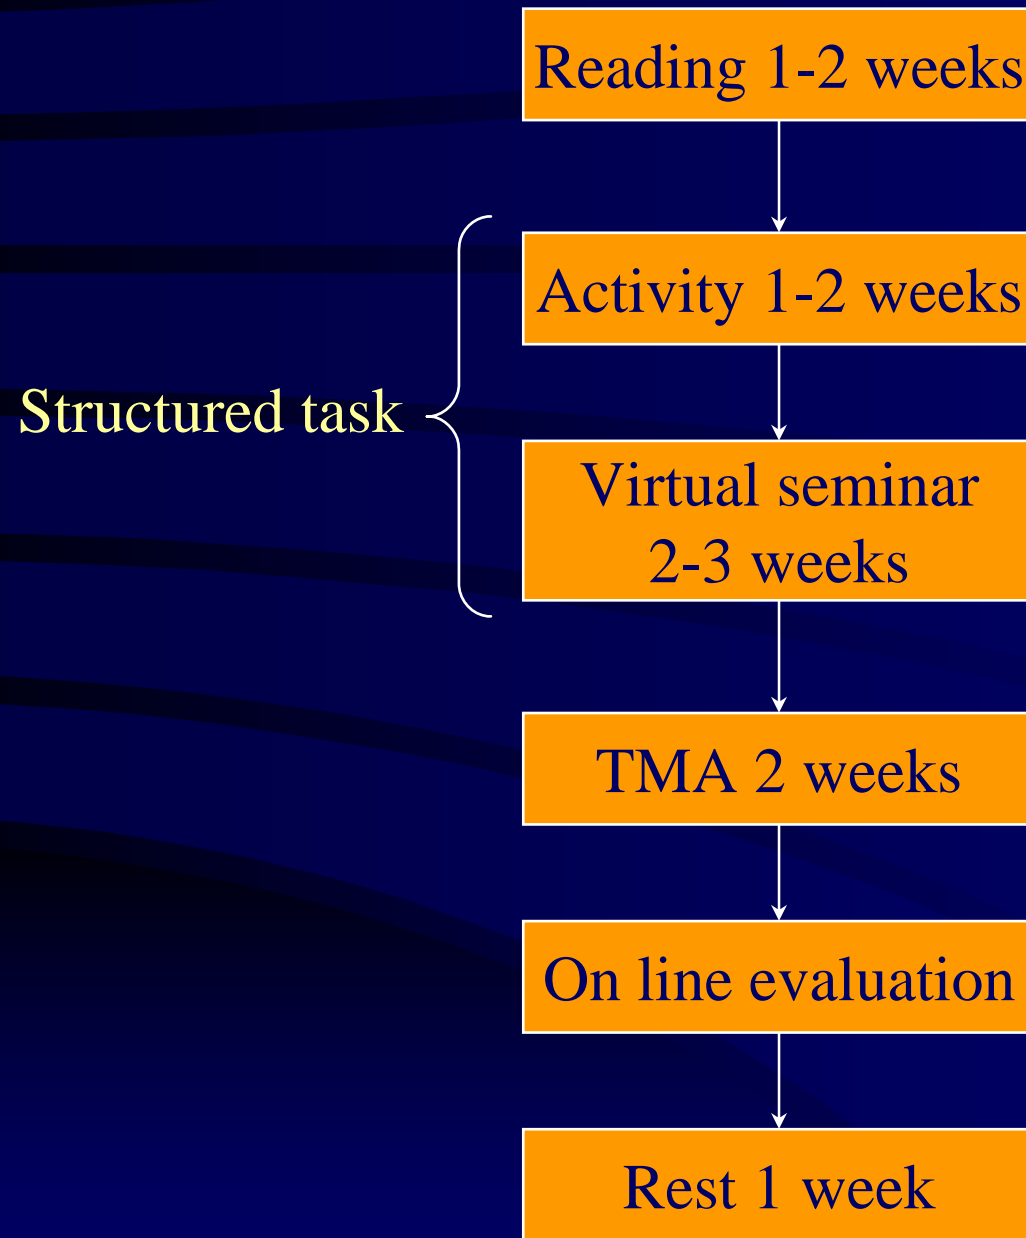 Reading 1-2 weeks
Activity 1-2 weeks
Structured task
Virtual seminar
2-3 weeks
TMA 2 weeks
On line evaluation
Rest 1 week